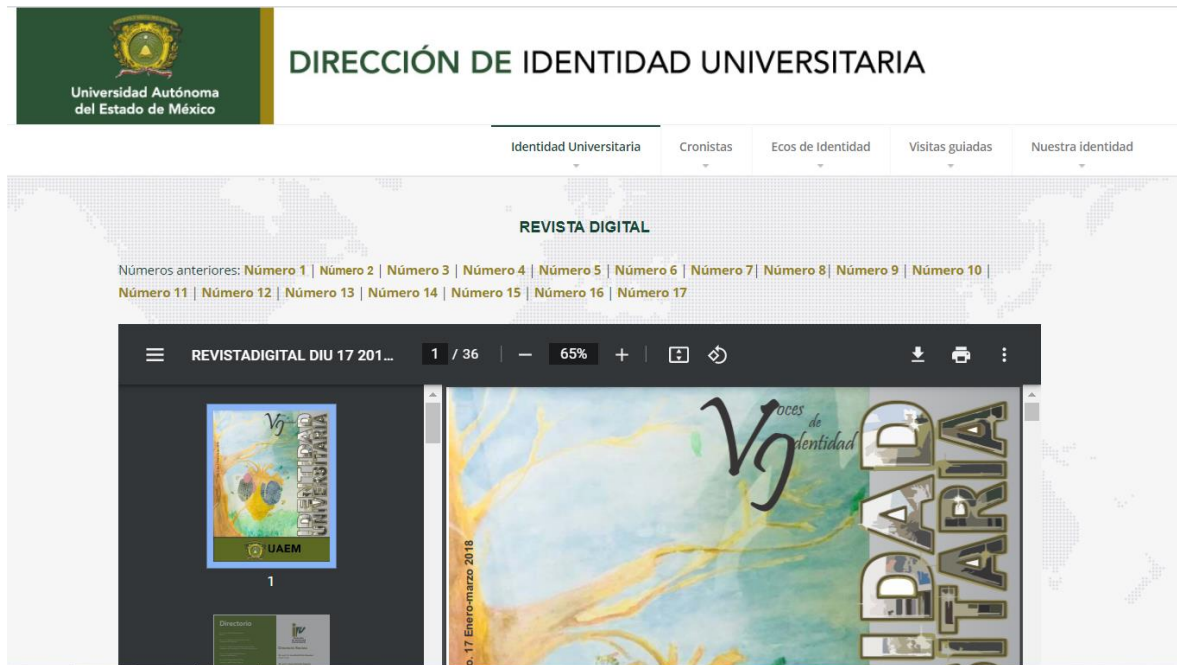 Universidad Autónoma
del Estado de México
DIRECCIÓN DE IDENTIDAD UNIVERSITARIA
Identidad Universitaria Cronistas Ecos de Identidad Visitas guiadas Nuestra identidad
REVISTA DIGITAL
Números anteriores: Número 1 | Número 2 | Número 3 | Número 4 | Número 5 | Número 6 | Número 7| Número 8| Número 9 | Número 10 |
Número 11 | Número 12 | Número 13 | Número 14 | Número 15 | Número 16 | Número 17
REVISTADIGITAL DIU 17 201... 1 / 36 65%
IDENTIDAD
UNIVERSITARIA
UAEM
1
Directorio
Voces
de
Identidad
17 Enero-marzo 2018
IDAD
SITARIA